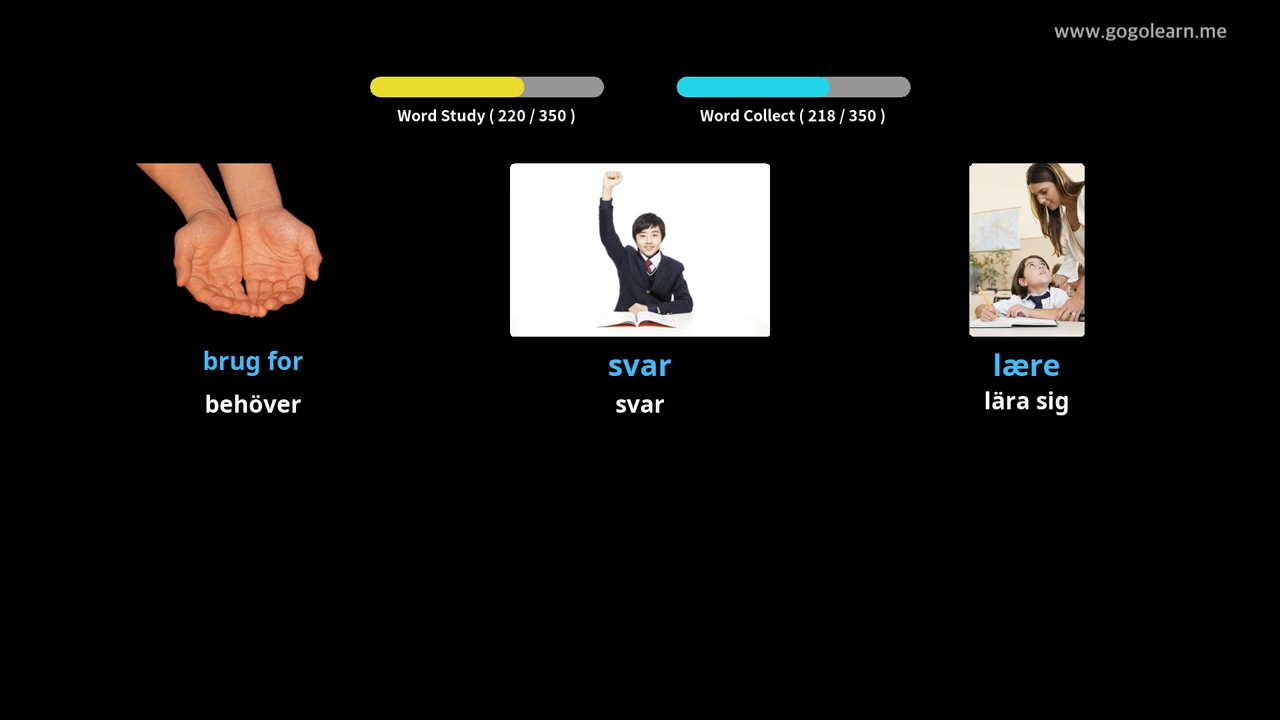 www.gogolearn.me
Word Study ( 220 / 350 )
Word Collect ( 218 / 350 )
brug for
svar
lære
behöver
svar
lära sig